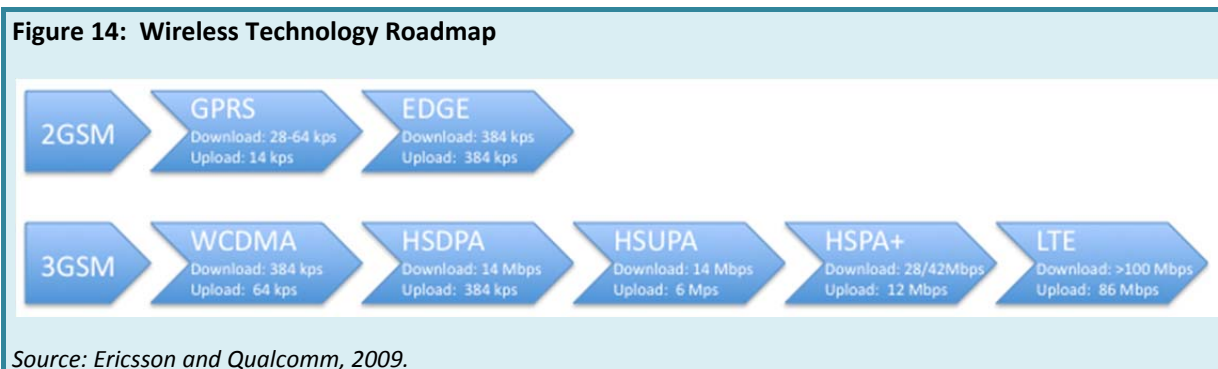 Figure 14: Wireless Technology Roadmap
2GSM
GPRS
Download: 28-64 kps
Upload: 14 kps
EDGE
Download: 384 kps
Upload: 384 kps
3GSM
WCDMA
Download: 384 kps
Upload: 64 kps
HSDPA
Download: 14 Mbps
Upload: 384 kps
HSUPA
Download: 14 Mbps
Upload: 6 Mps
HSPA+
Download: 28/42Mbps
Upload: 12 Mbps
LTE
Download: >100 Mbps
Upload: 86 Mbps
Source: Ericsson and Qualcomm, 2009.